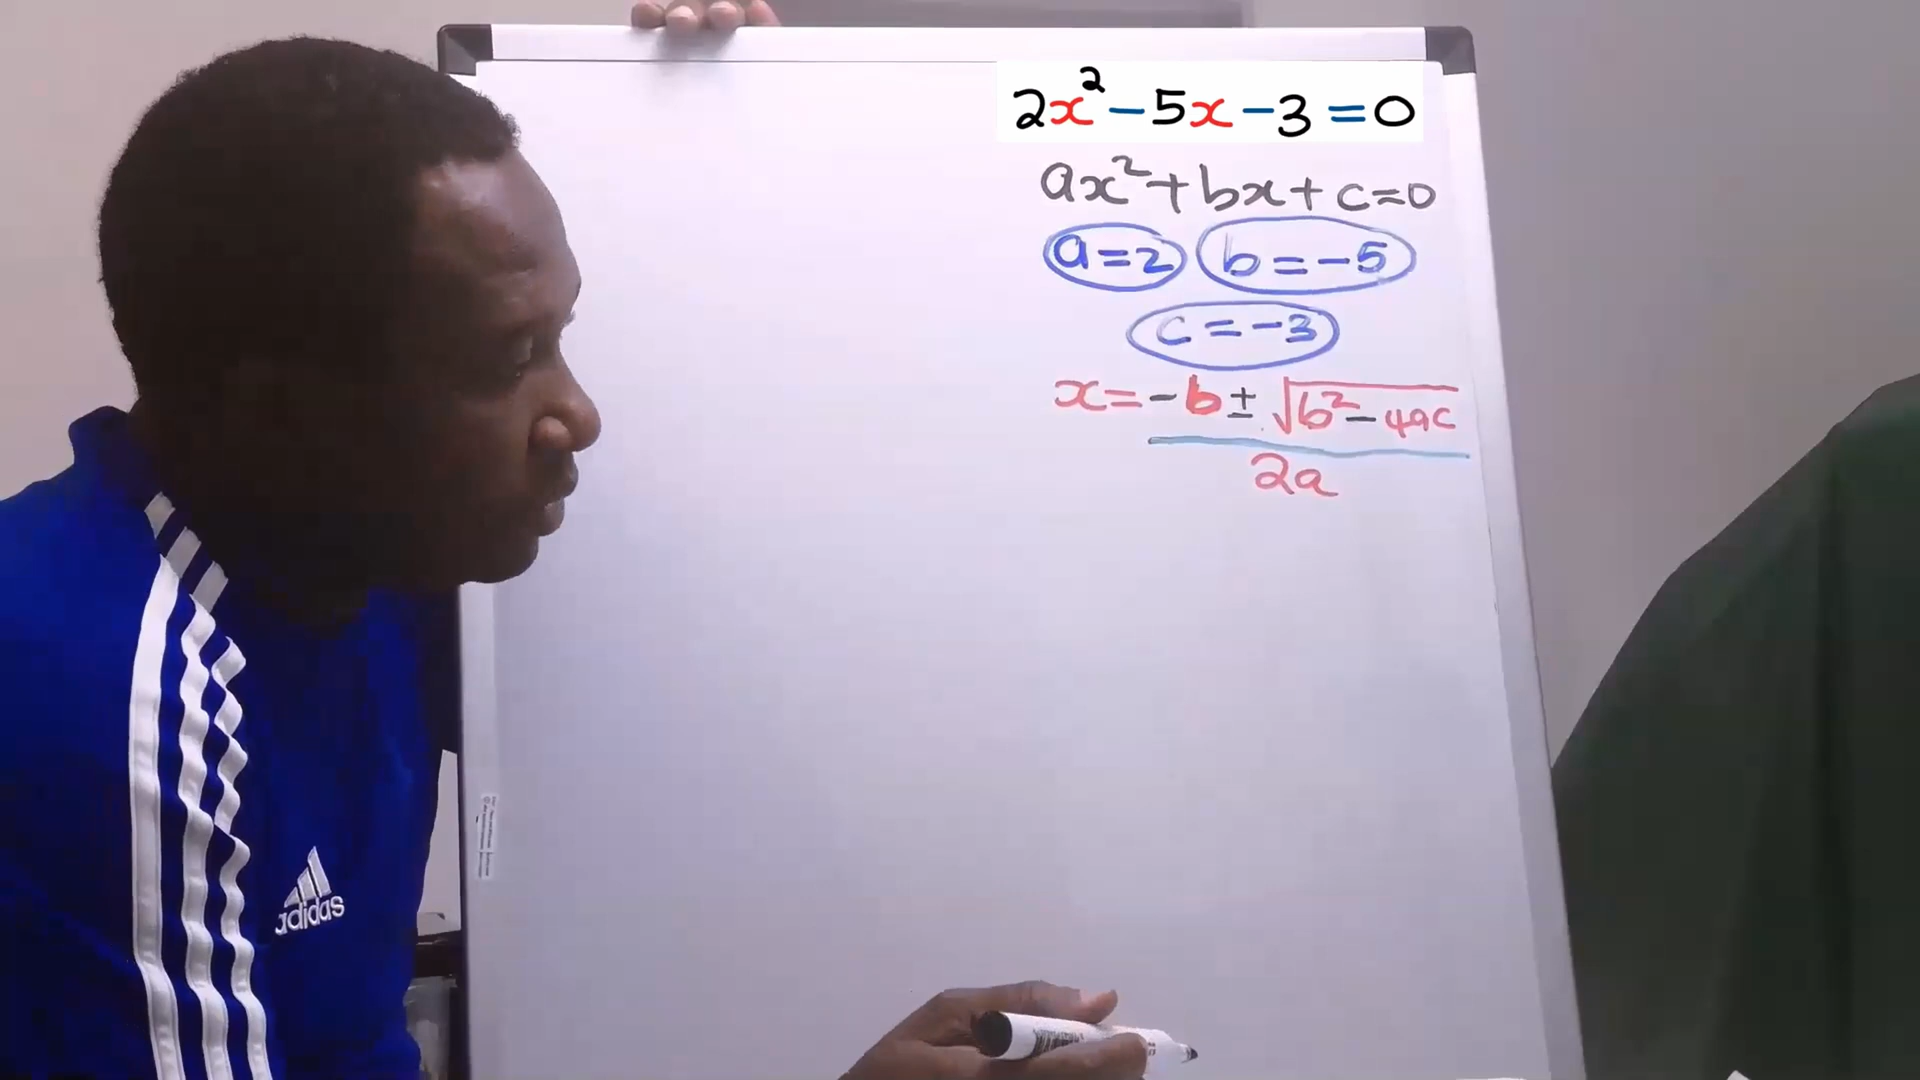 2x² - 5x - 3 = 0
ax² + bx + c = 0
a = 2 b = -5
c = -3
x = -b ± √b² - 4ac
2a
adidas